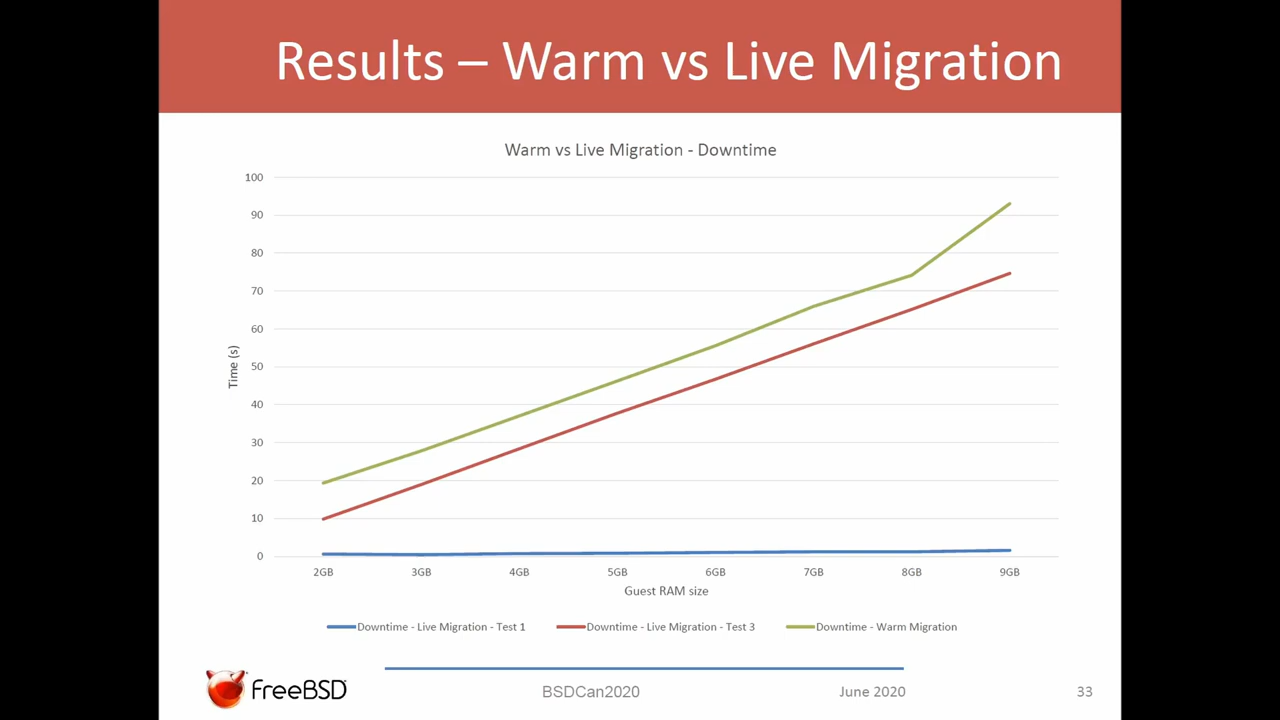 Results – Warm vs Live Migration
Warm vs Live Migration - Downtime
100
90
80
70
60
50
40
30
20
10
0
Time (s)
2GB 3GB 4GB 5GB 6GB 7GB 8GB 9GB
Guest RAM size
Downtime - Live Migration - Test 1 Downtime - Live Migration - Test 3 Downtime - Warm Migration
FreeBSD BSDCan2020 June 2020 33